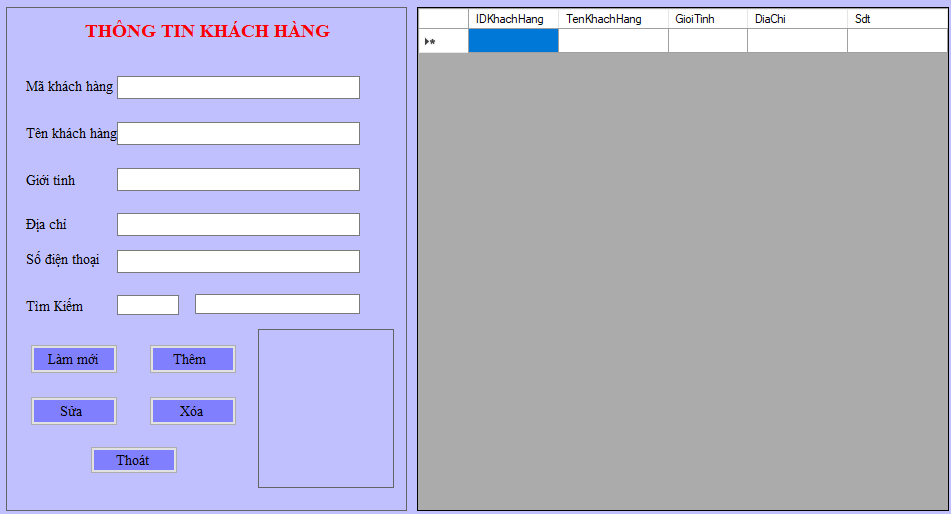 THÔNG TIN KHÁCH HÀNG
Mã khách hàng
Tên khách hàng
Giới tính
Địa chỉ
Số điện thoại
Tìm Kiếm
Làm mới Thêm
Sửa Xóa
Thoát
IDKhachHang TenKhachHang GioiTinh DiaChi Sdt